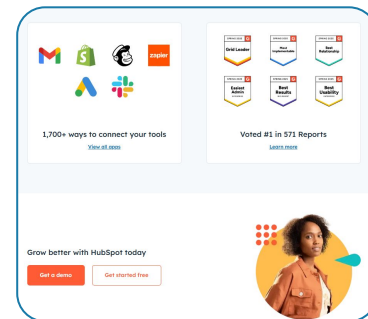 zapier
Grid Leader
Most Implementable
Best Relationship
Easiest Admin
Best Results
Best Usability
1,700+ ways to connect your tools
View all apps
Voted #1 in 571 Reports
Learn more
Grow better with HubSpot today
Get a demo
Get started free